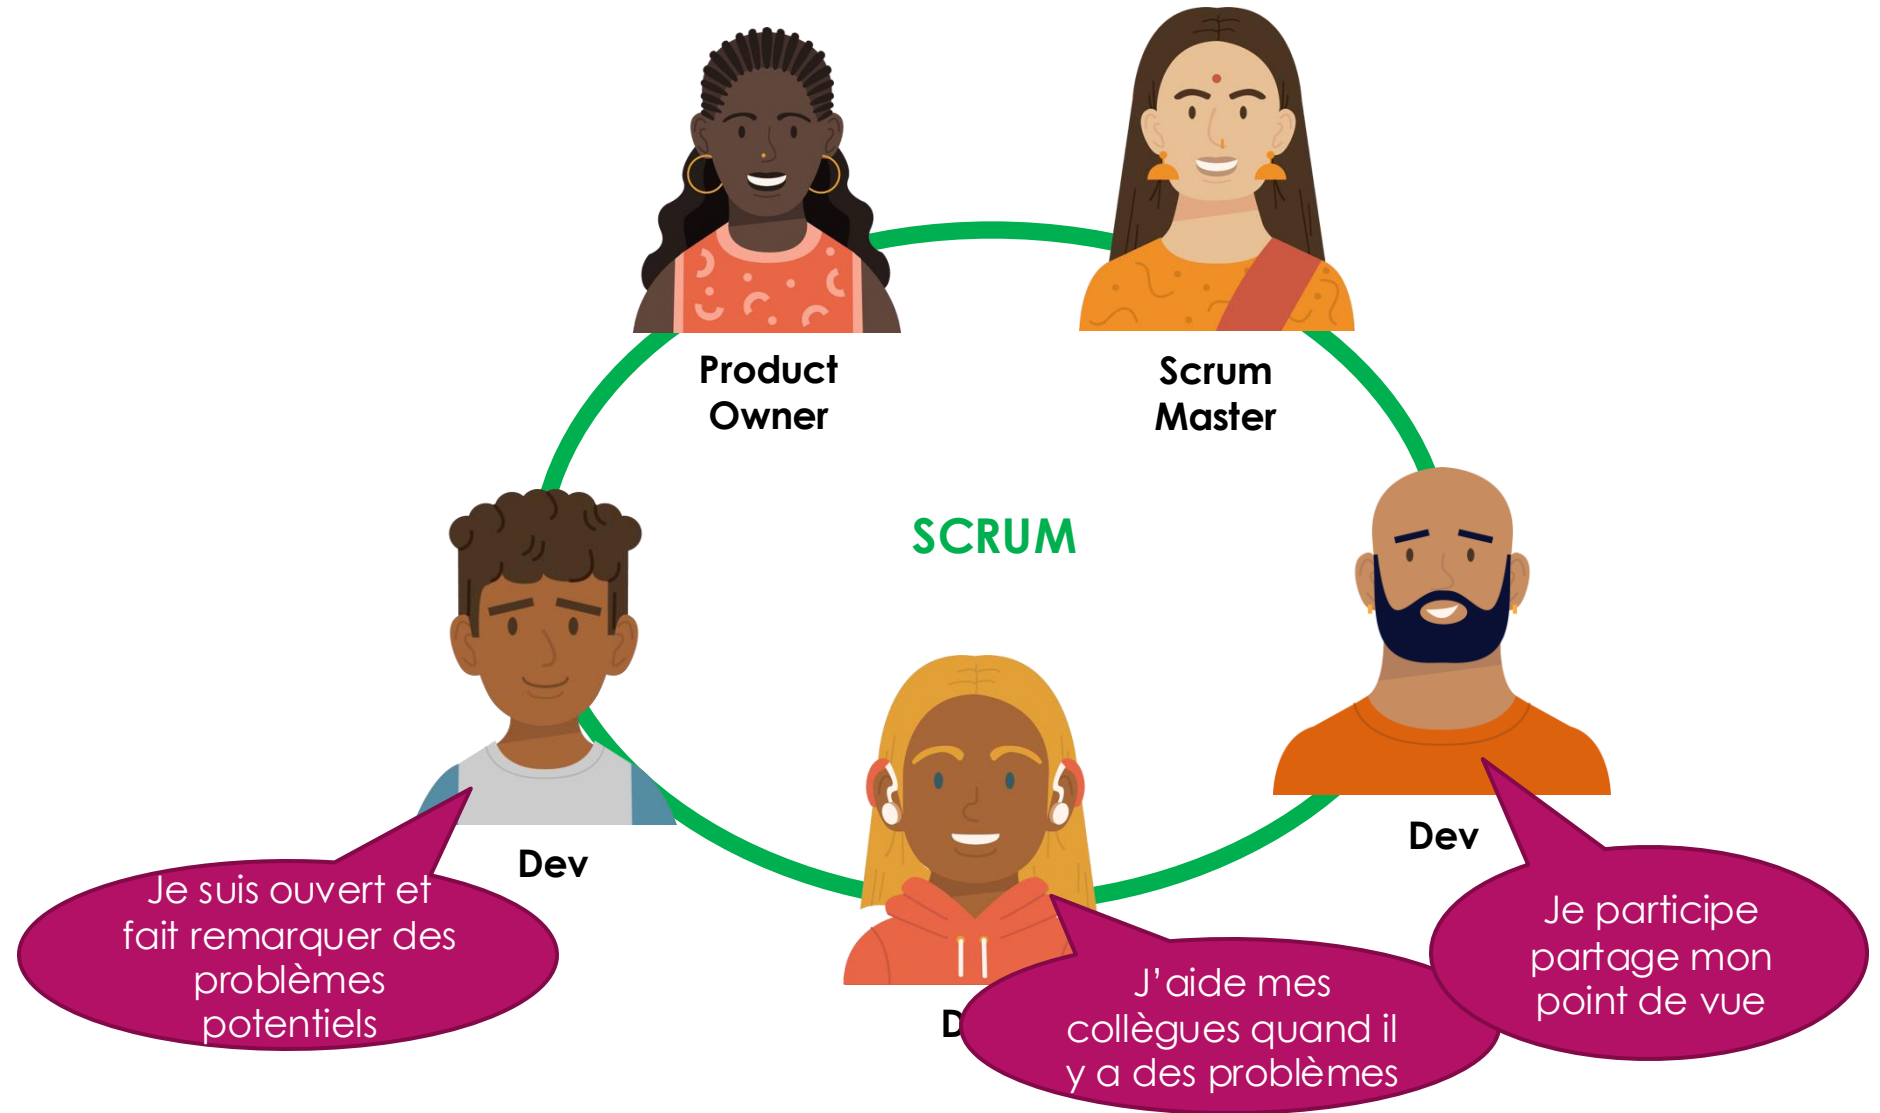 Product
Owner
Scrum
Master
SCRUM
Dev
Dev
Je suis ouvert et
fait remarquer des
problèmes
potentiels
J'aide mes
collègues quand il
y a des problèmes
Je participe
partage mon
point de vue